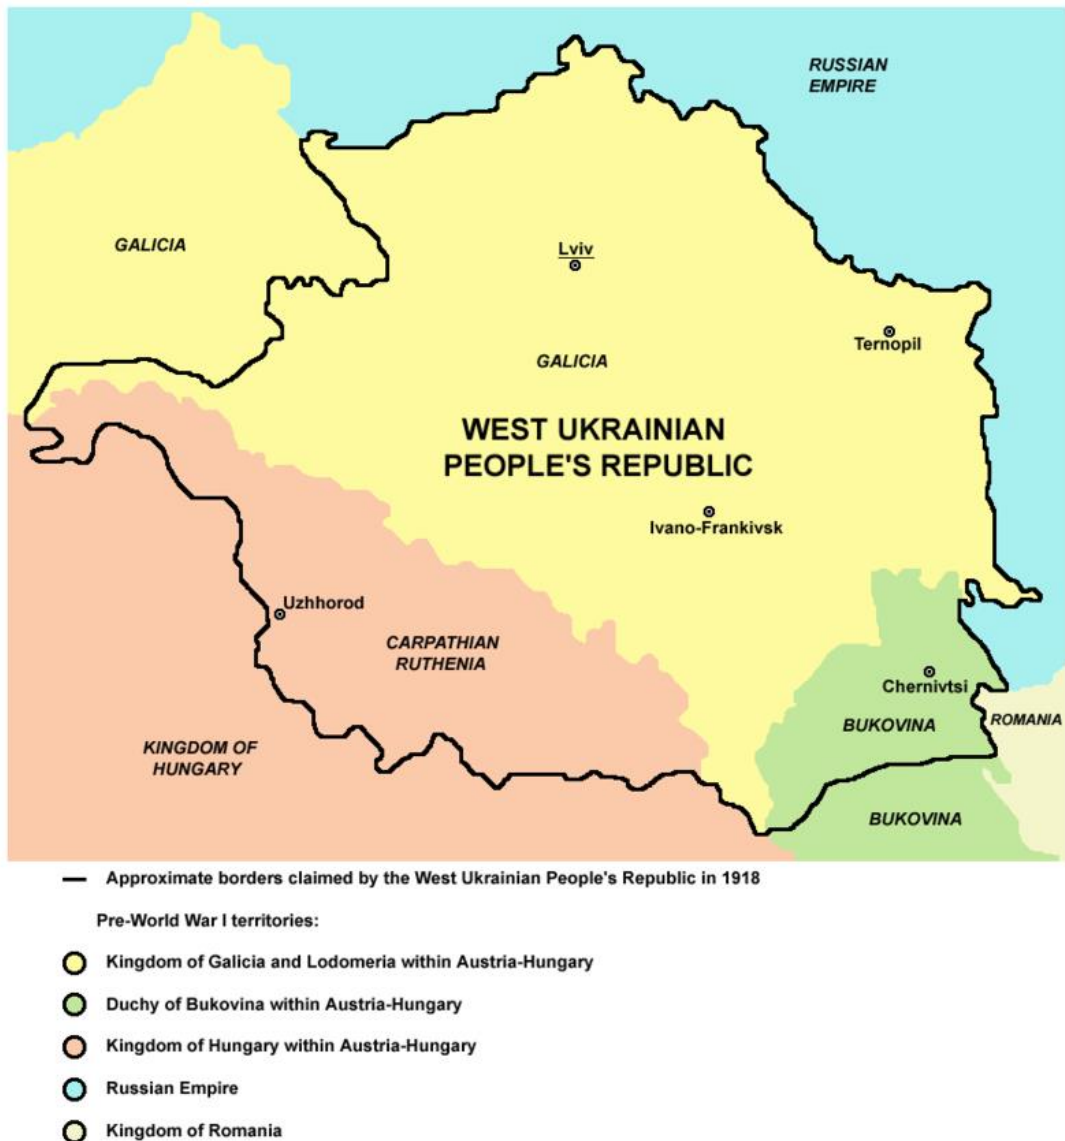 RUSSIAN
EMPIRE
GALICIA
Lviv
Ternopil
GALICIA
WEST UKRAINIAN
PEOPLE'S REPUBLIC
Ivano-Frankivsk
Uzhhorod
CARPATHIAN
RUTHENIA
Chernivtsi
BUKOVINA
ROMANIA
KINGDOM OF
HUNGARY
BUKOVINA
Approximate borders claimed by the West Ukrainian People's Republic in 1918
Pre-World War I territories:
Kingdom of Galicia and Lodomeria within Austria-Hungary
Duchy of Bukovina within Austria-Hungary
Kingdom of Hungary within Austria-Hungary
Russian Empire
Kingdom of Romania